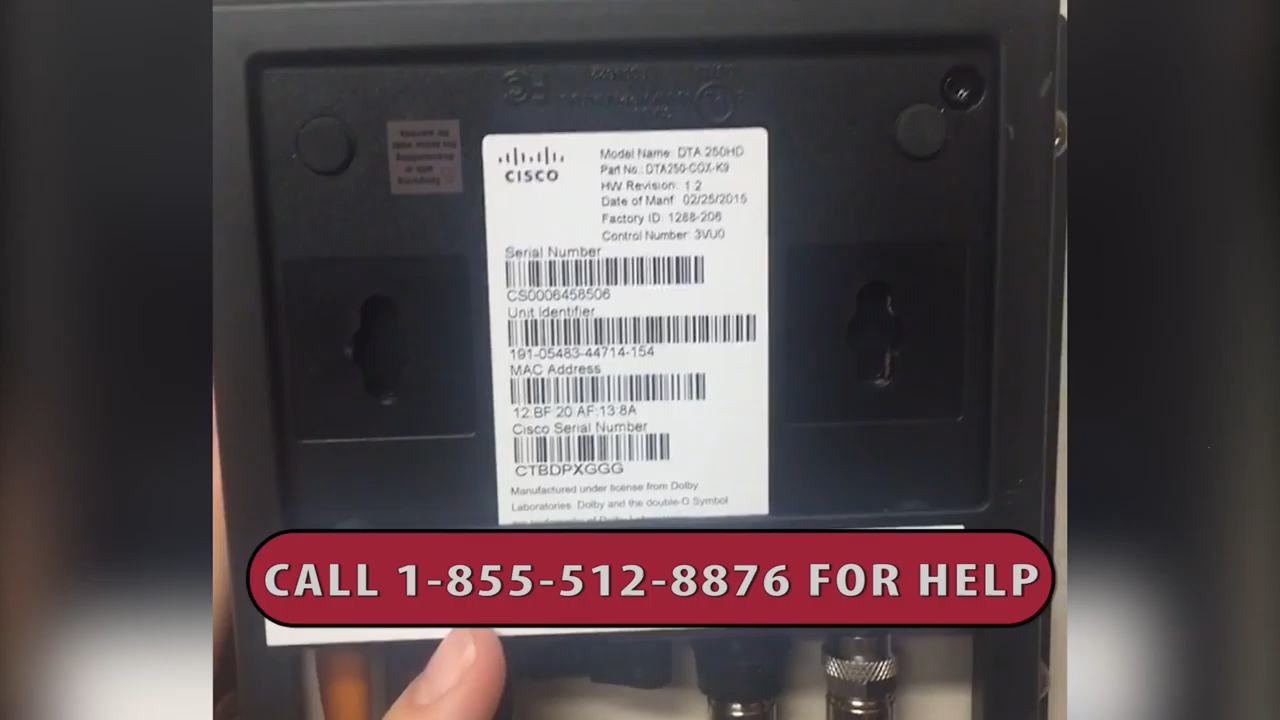 CISCO
Model Name: DTA 250HD
Part No.: DTA250-COX-K9
HW Revision: 1.2
Date of Manf 02/25/2015
Factory ID: 1288-206
Control Number: 3VU0
Serial Number
CS0006458506
Unit Identifier
191-05483-44714-154
MAC Address
12:BF:20:AF:13:8A
Cisco Serial Number
CTBDPXGGG
Manufactured under license from Dolby
Laboratories. Dolby and the double-D Symbol
CALL 1-855-512-8876 FOR HELP